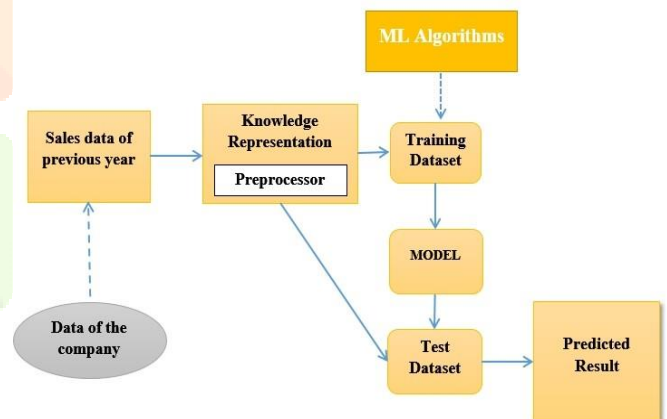 ML Algorithms
Sales data of
previous year
Knowledge
Representation
Preprocessor
Training
Dataset
MODEL
Data of the
company
Test
Dataset
Predicted
Result